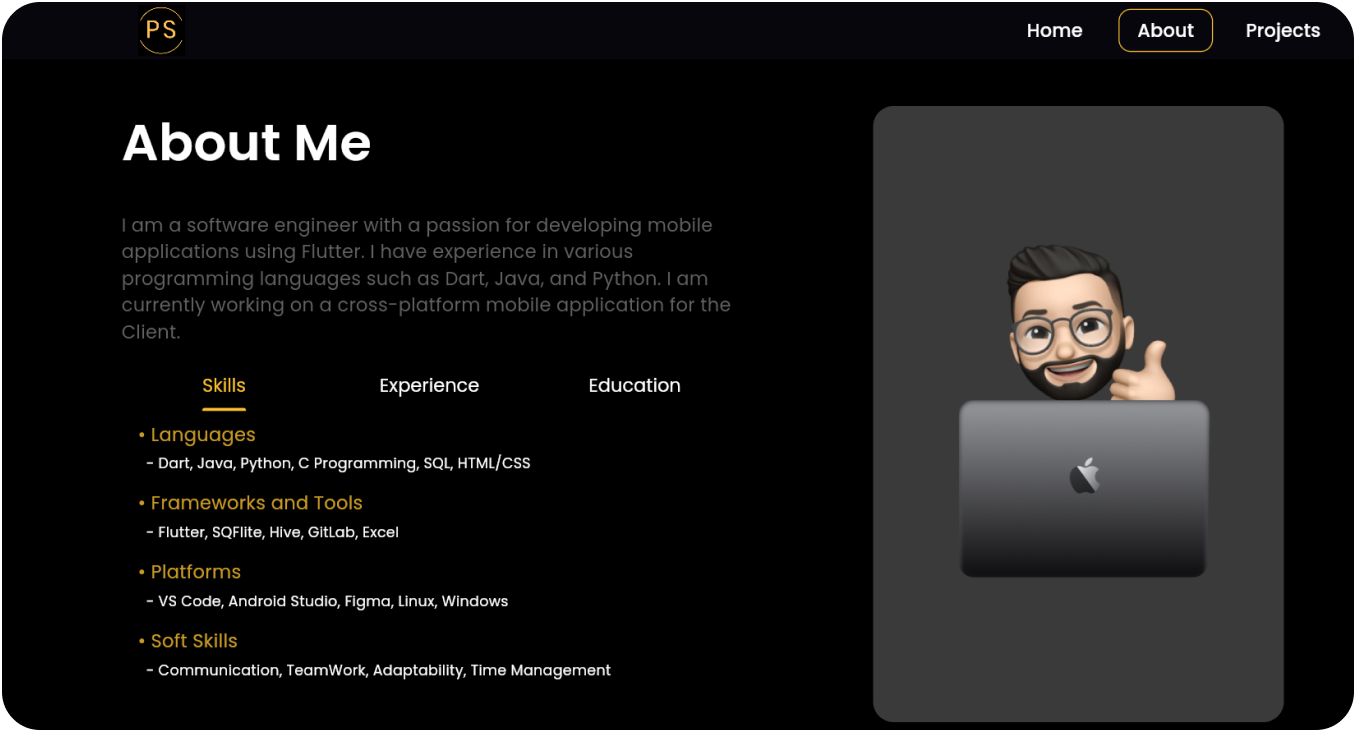 PS
Home About Projects
About Me
I am a software engineer with a passion for developing mobile
applications using Flutter. I have experience in various
programming languages such as Dart, Java, and Python. I am
currently working on a cross-platform mobile application for the
Client.
Skills Experience Education
• Languages
- Dart, Java, Python, C Programming, SQL, HTML/CSS
• Frameworks and Tools
- Flutter, SQFlite, Hive, GitLab, Excel
• Platforms
- VS Code, Android Studio, Figma, Linux, Windows
• Soft Skills
- Communication, TeamWork, Adaptability, Time Management